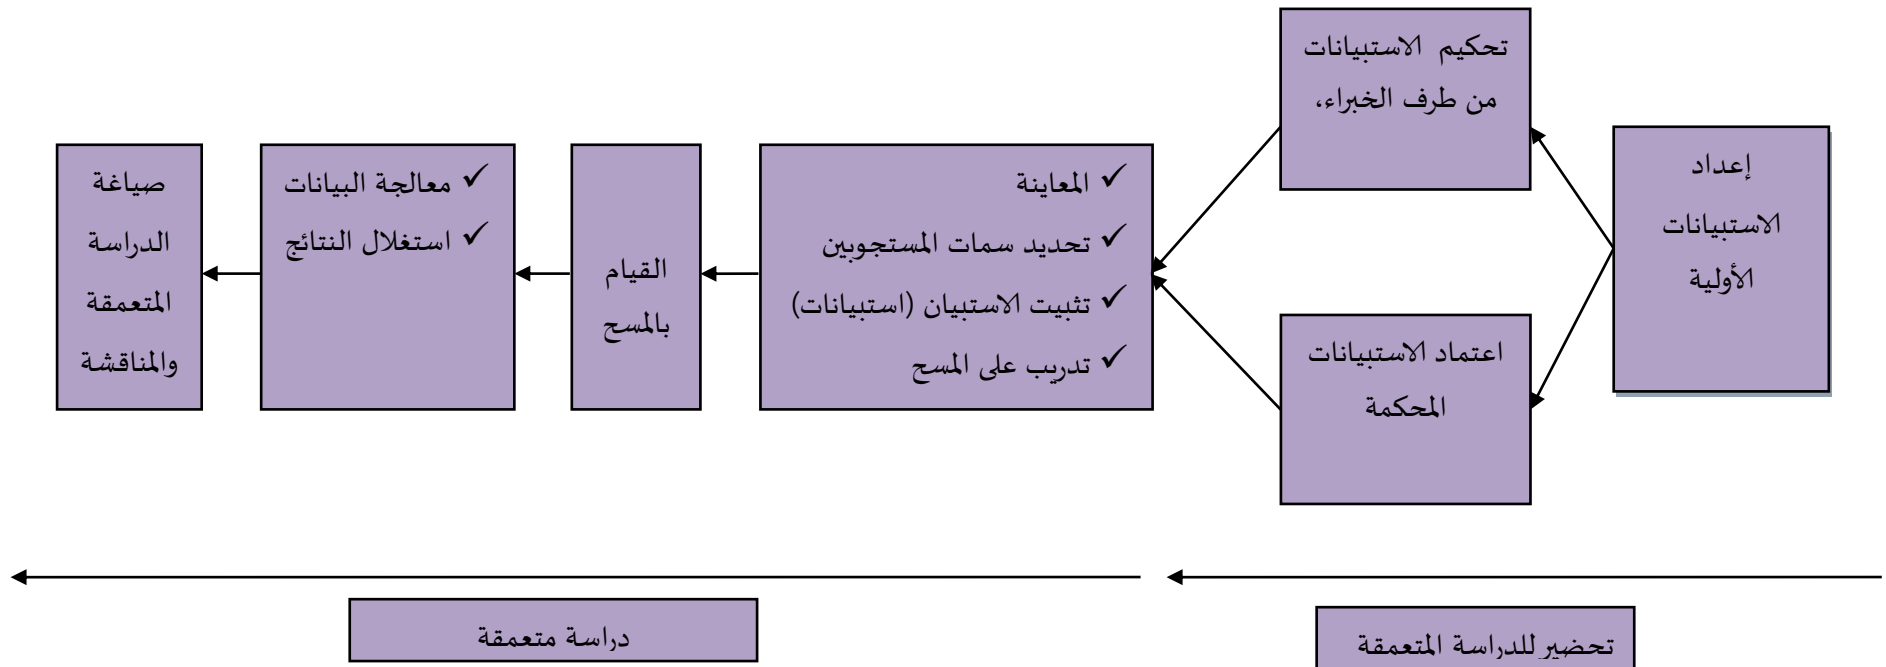 إعداد
الاستبيانات
الأولية
تحكيم الاستبيانات
من طرف الخبراء،
اعتماد الاستبيانات
المحكمة
✓ المعاينة
✓ تحديد سمات المستجوبين
✓ تثبيت الاستبيان (استبيانات)
✓ تدريب على المسح
القيام
بالمسح
✓ معالجة البيانات
✓ استغلال النتائج
صياغة
الدراسة
المتعمقة
والمناقشة
تحضير للدراسة المتعمقة
دراسة متعمقة